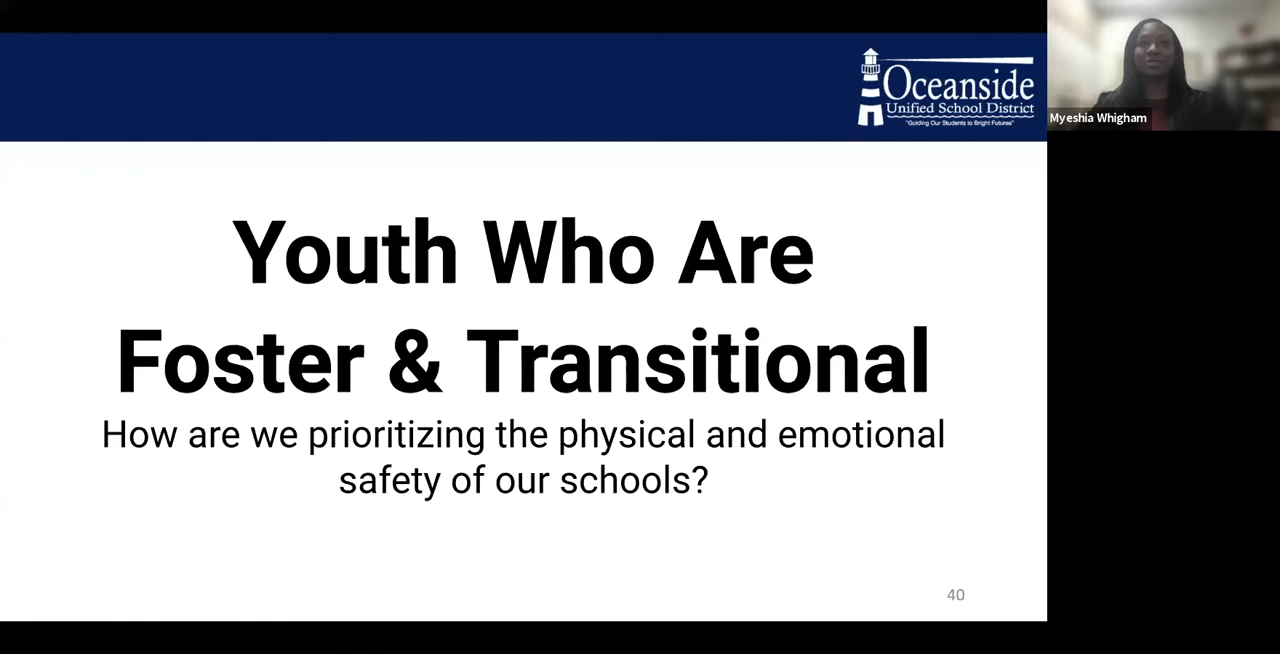 Oceanside
Unified School District
"Guiding Our Students to Bright Futures"
Myeshia Whigham
Youth Who Are
Foster & Transitional
How are we prioritizing the physical and emotional
safety of our schools?
40